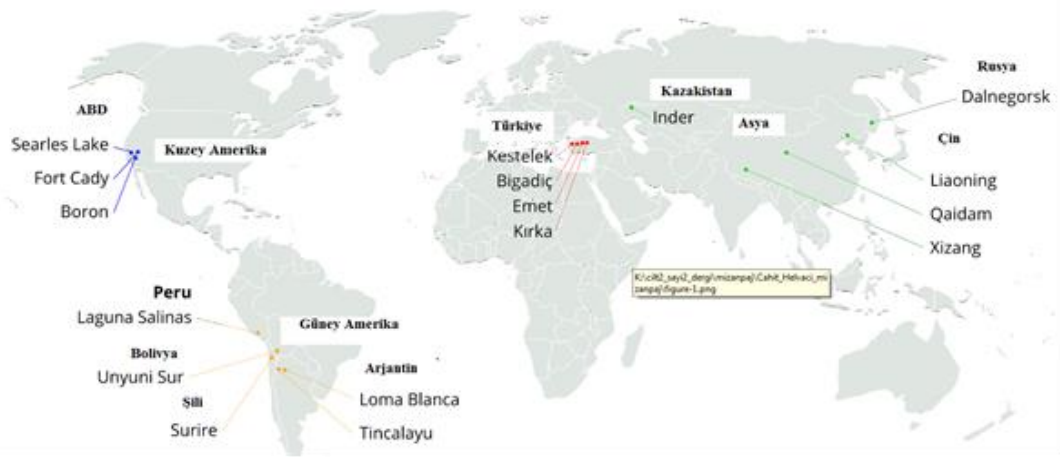 ABD
Searles Lake
Kuzey Amerika
Fort Cady
Boron
Türkiye
Kestelek
Bigadiç
Emet
Kırka
Kazakistan
Inder
Asya
Rusya
Dalnegorsk
Çin
Liaoning
Qaidam
Xizang
K:\cilt2_sayi2_dergi\mizanpaj\Cahit_Helvaci_mi
zanpaj\figure-1.png
Peru
Laguna Salinas
Güney Amerika
Bolivya
Unyuni Sur
Şili
Surire
Arjantin
Loma Blanca
Tincalayu